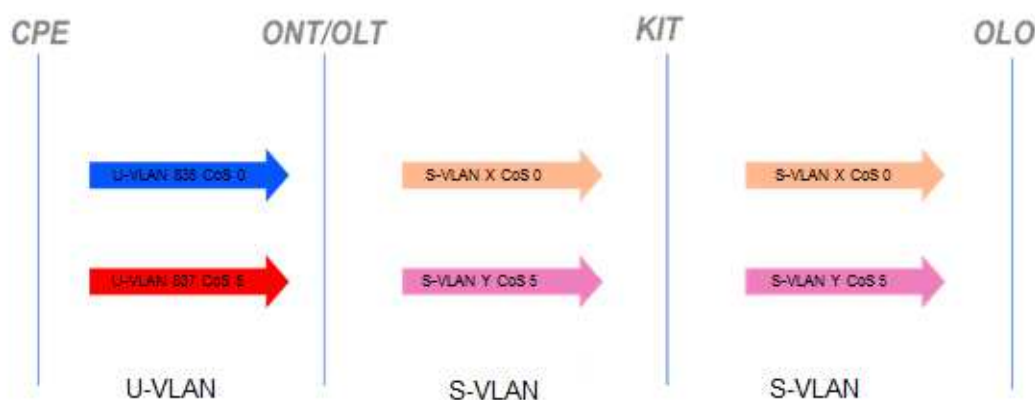 CPE
ONT/OLT
KIT
OLO
U-VLAN 835 CoS 0
S-VLAN X CoS 0
S-VLAN X CoS 0
U-VLAN 837 CoS 5
S-VLAN Y CoS 5
S-VLAN Y CoS 5
U-VLAN
S-VLAN
S-VLAN